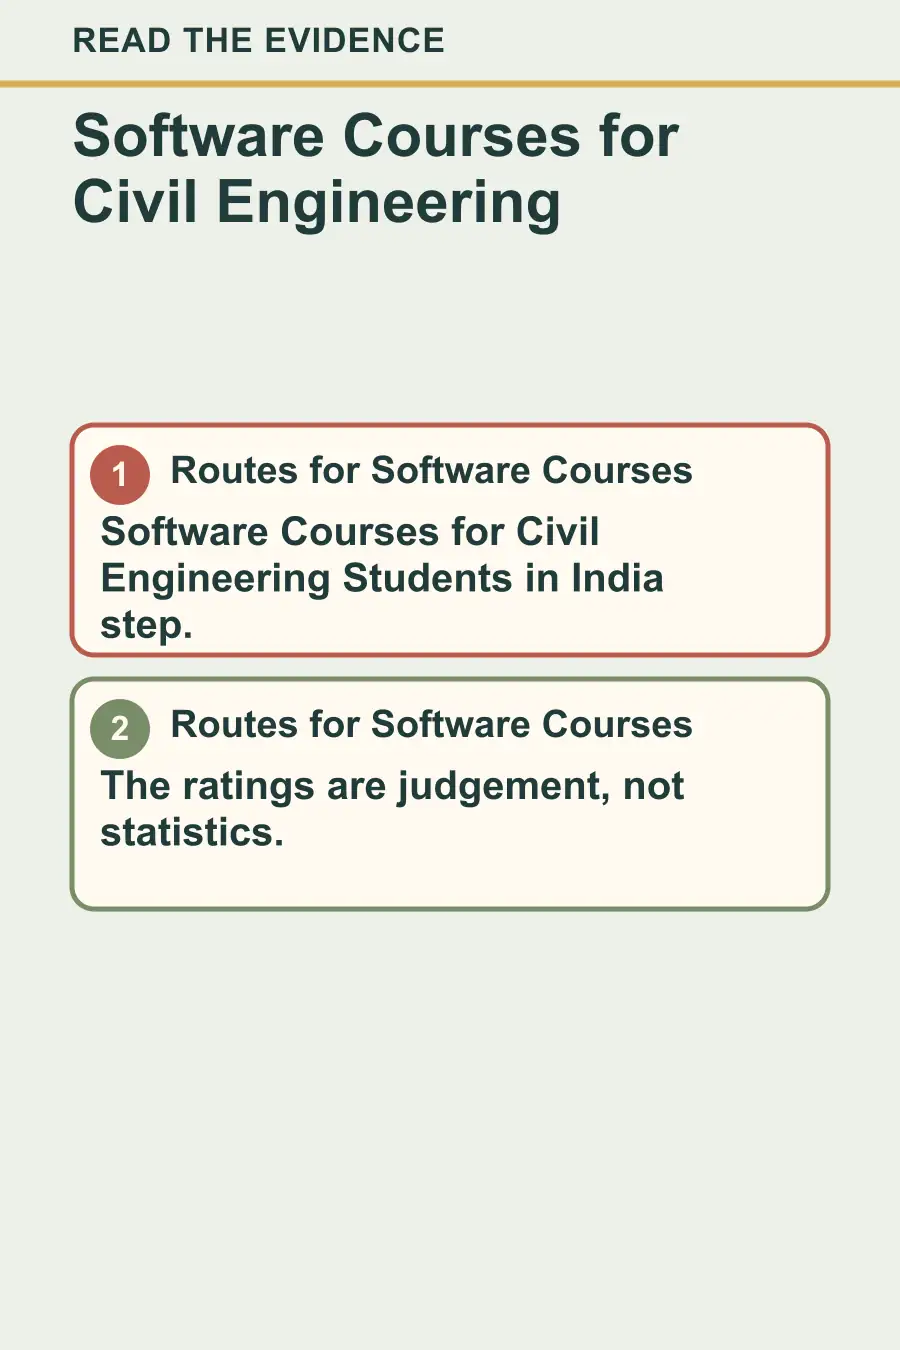 READ THE EVIDENCE
Software Courses for
Civil Engineering
1 Routes for Software Courses
Software Courses for Civil
Engineering Students in India
step.
2 Routes for Software Courses
The ratings are judgement, not
statistics.